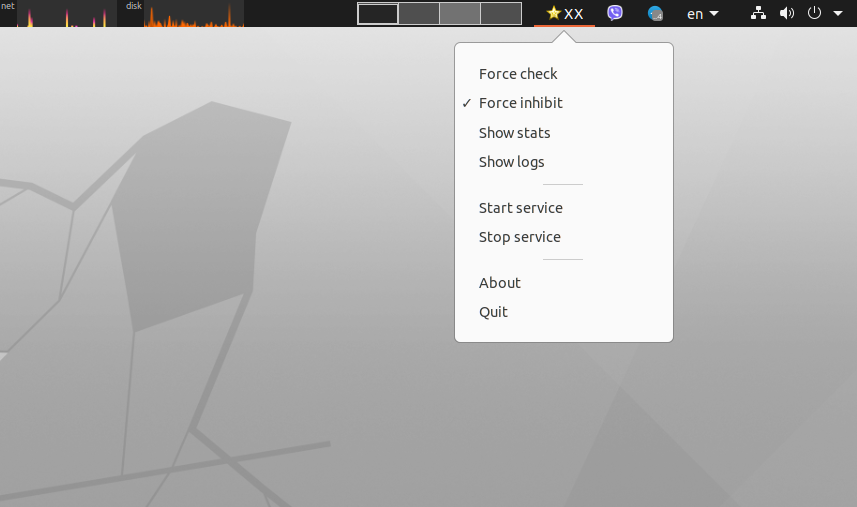 net
disk
XX
en
Force check
✓ Force inhibit
Show stats
Show logs
Start service
Stop service
About
Quit